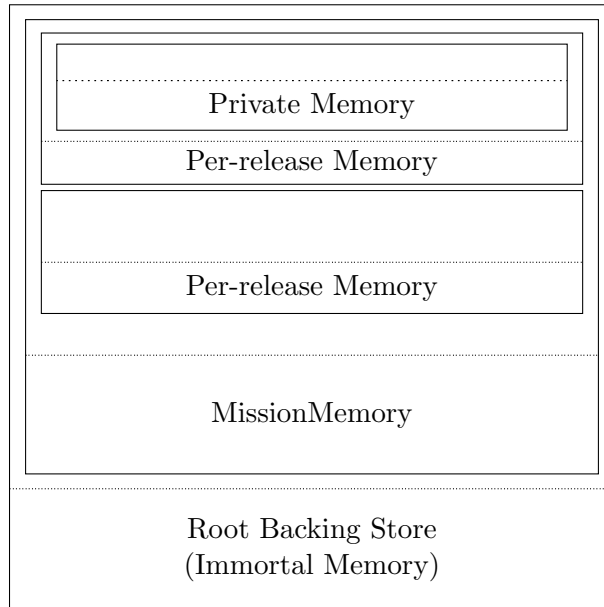 Private Memory
Per-release Memory
Per-release Memory
MissionMemory
Root Backing Store
(Immortal Memory)